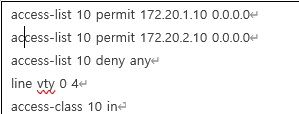 access-list 10 permit 172.20.1.10 0.0.0.0
access-list 10 permit 172.20.2.10 0.0.0.0
access-list 10 deny any
line vty 0 4
access-class 10 in